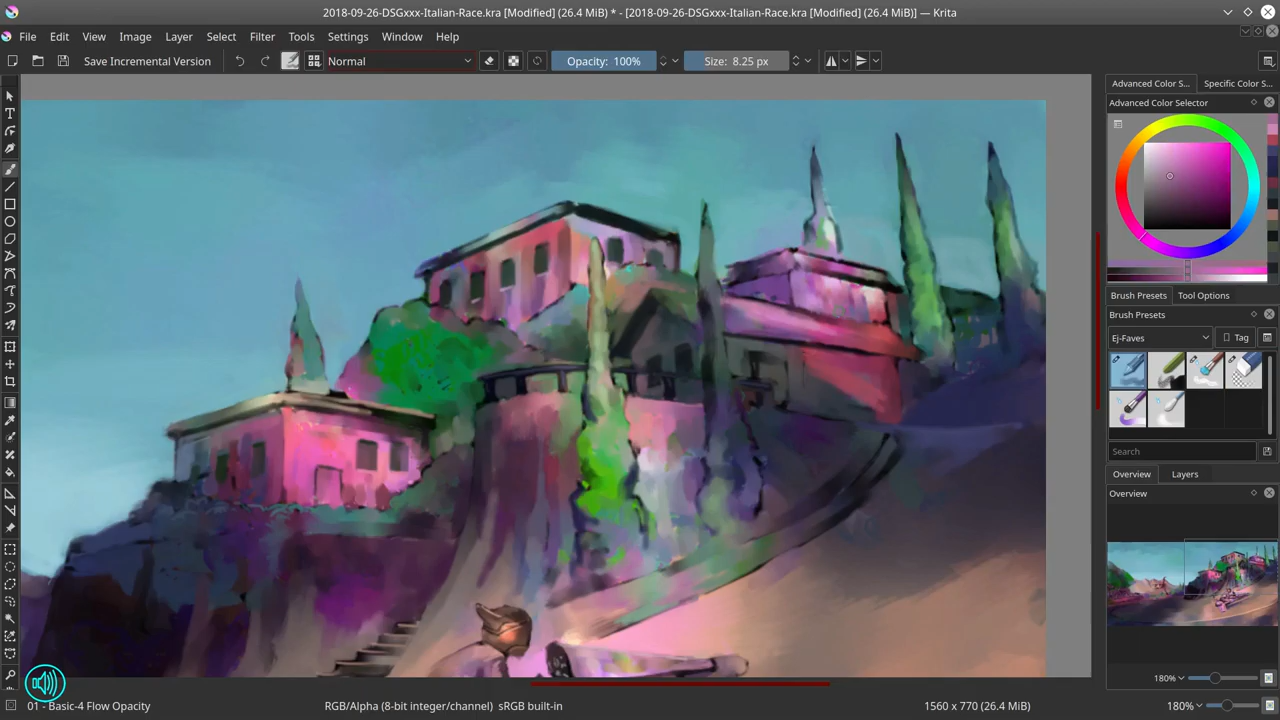 2018-09-26-DSGxxx-Italian-Race.kra [Modified] (26.4 MiB) * - [2018-09-26-DSGxxx-Italian-Race.kra [Modified] (26.4 MiB)] — Krita
File Edit View Image Layer Select Filter Tools Settings Window Help
Save Incremental Version Normal Opacity: 100% Size: 8.25 px
Advanced Color S... Specific Color S...
Advanced Color Selector
Brush Presets Tool Options
Brush Presets
Ej-Faves Tag
Search
Overview Layers
Overview
180%
01 - Basic-4 Flow Opacity RGB/Alpha (8-bit integer/channel) sRGB built-in 1560 x 770 (26.4 MiB) 180%